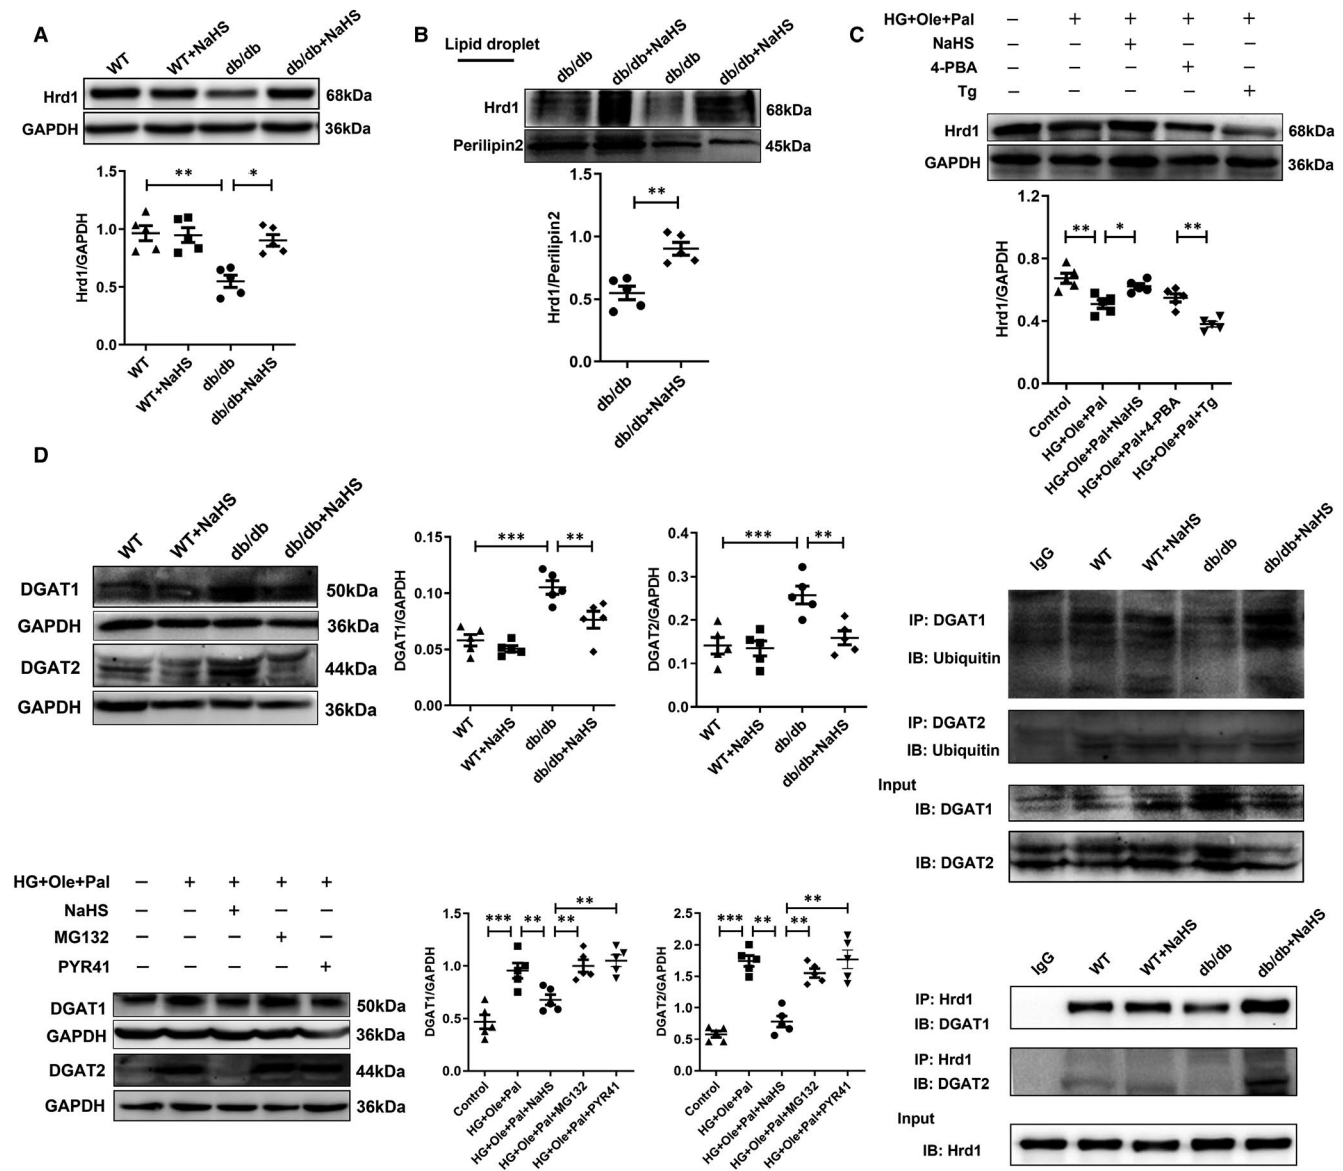 A
WT
WT+NaHS
db/db
db/db+NaHS
Hrd1
68kDa
GAPDH
36kDa
1.5
1.0
0.5
0.0
Hrd1/GAPDH
**
*
WT
WT+NaHS
db/db
db/db+NaHS
B
Lipid droplet
db/db
db/db+NaHS
db/db
db/db+NaHS
Hrd1
68kDa
Perilipin2
45kDa
1.5
1.0
0.5
0.0
Hrd1/Perilipin2
**
db/db
db/db+NaHS
C
HG+Ole+Pal – + + + +
NaHS – – + – –
4-PBA – – – + –
Tg – – – – +
Hrd1
68kDa
GAPDH
36kDa
1.2
0.8
0.4
0.0
Hrd1/GAPDH
**
*
**
Control
HG+Ole+Pal
HG+Ole+Pal+NaHS
HG+Ole+Pal+4-PBA
HG+Ole+Pal+Tg
D
WT
WT+NaHS
db/db
db/db+NaHS
DGAT1
50kDa
GAPDH
36kDa
DGAT2
44kDa
GAPDH
36kDa
0.15
0.10
0.05
0.00
DGAT1/GAPDH
***
**
WT
WT+NaHS
db/db
db/db+NaHS
0.4
0.3
0.2
0.1
0.0
DGAT2/GAPDH
***
**
WT
WT+NaHS
db/db
db/db+NaHS
IgG
WT
WT+NaHS
db/db
db/db+NaHS
IP: DGAT1
IB: Ubiquitin
IP: DGAT2
IB: Ubiquitin
Input
IB: DGAT1
IB: DGAT2
HG+Ole+Pal – + + + +
NaHS – – + – –
MG132 – – – + –
PYR41 – – – – +
DGAT1
50kDa
GAPDH
36kDa
DGAT2
44kDa
GAPDH
36kDa
1.5
1.0
0.5
0.0
DGAT1/GAPDH
***
**
**
**
Control
HG+Ole+Pal
HG+Ole+Pal+NaHS
HG+Ole+Pal+MG132
HG+Ole+Pal+PYR41
2.5
2.0
1.5
1.0
0.5
0.0
DGAT2/GAPDH
***
**
**
**
Control
HG+Ole+Pal
HG+Ole+Pal+NaHS
HG+Ole+Pal+MG132
HG+Ole+Pal+PYR41
IgG
WT
WT+NaHS
db/db
db/db+NaHS
IP: Hrd1
IB: DGAT1
IP: Hrd1
IB: DGAT2
Input
IB: Hrd1